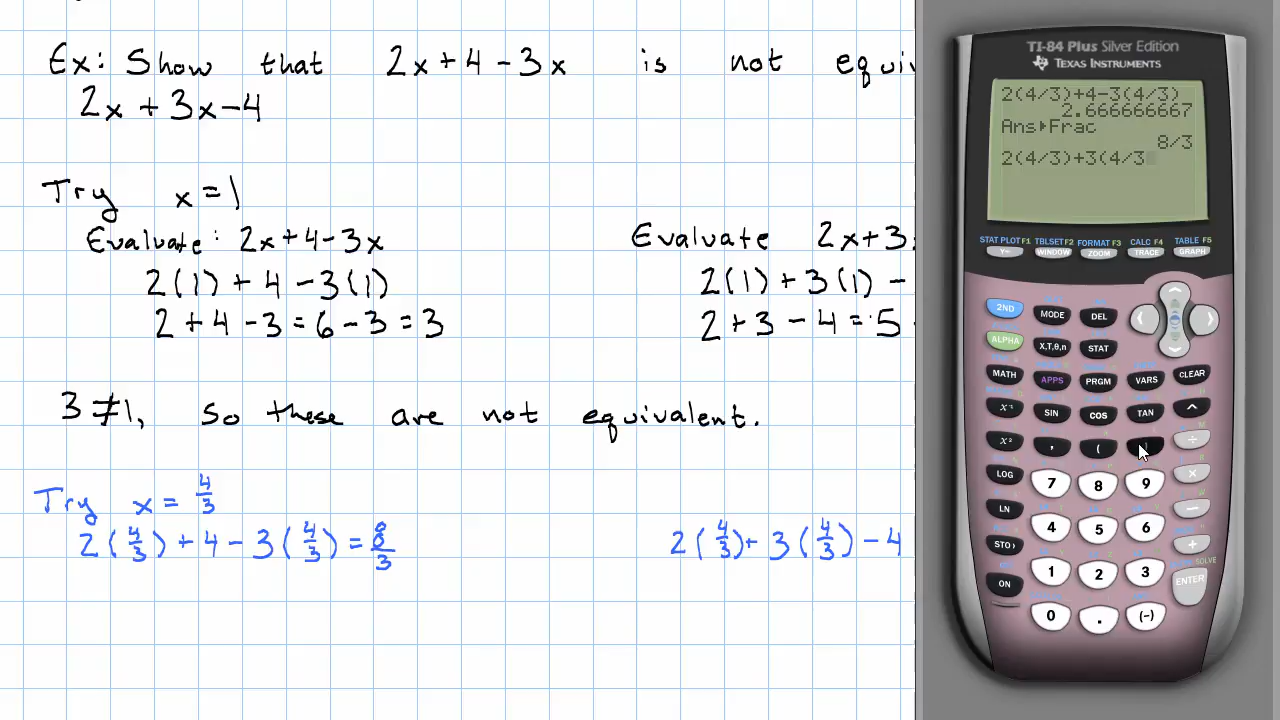 Ex: Show that 2x+4-3x is not equiv
2x + 3x - 4
Try x = 1
Evaluate: 2x+4-3x
2(1) + 4 - 3(1)
2 + 4 - 3 = 6 - 3 = 3
Evaluate 2x+3
2(1) + 3(1) -
2 + 3 - 4 = 5
3 ≠ 1, so these are not equivalent.
Try x = 4/3
2(4/3) + 4 - 3(4/3) = 8/3
2(4/3) + 3(4/3) - 4
TI-84 Plus Silver Edition
TEXAS INSTRUMENTS
2(4/3)+4-3(4/3)
2.666666667
Ans▸Frac
8/3
2(4/3)+3(4/3
STAT PLOT F1 TBLSET F2 FORMAT F3 CALC F4 TABLE F5
Y= WINDOW ZOOM TRACE GRAPH
2ND MODE DEL
ALPHA X,T,θ,n STAT
MATH APPS PRGM VARS CLEAR
x⁻¹ SIN COS TAN ^
x² , ( ) ÷
LOG 7 8 9 ×
LN 4 5 6 −
STO› 1 2 3 +
ON 0 . (-) ENTER